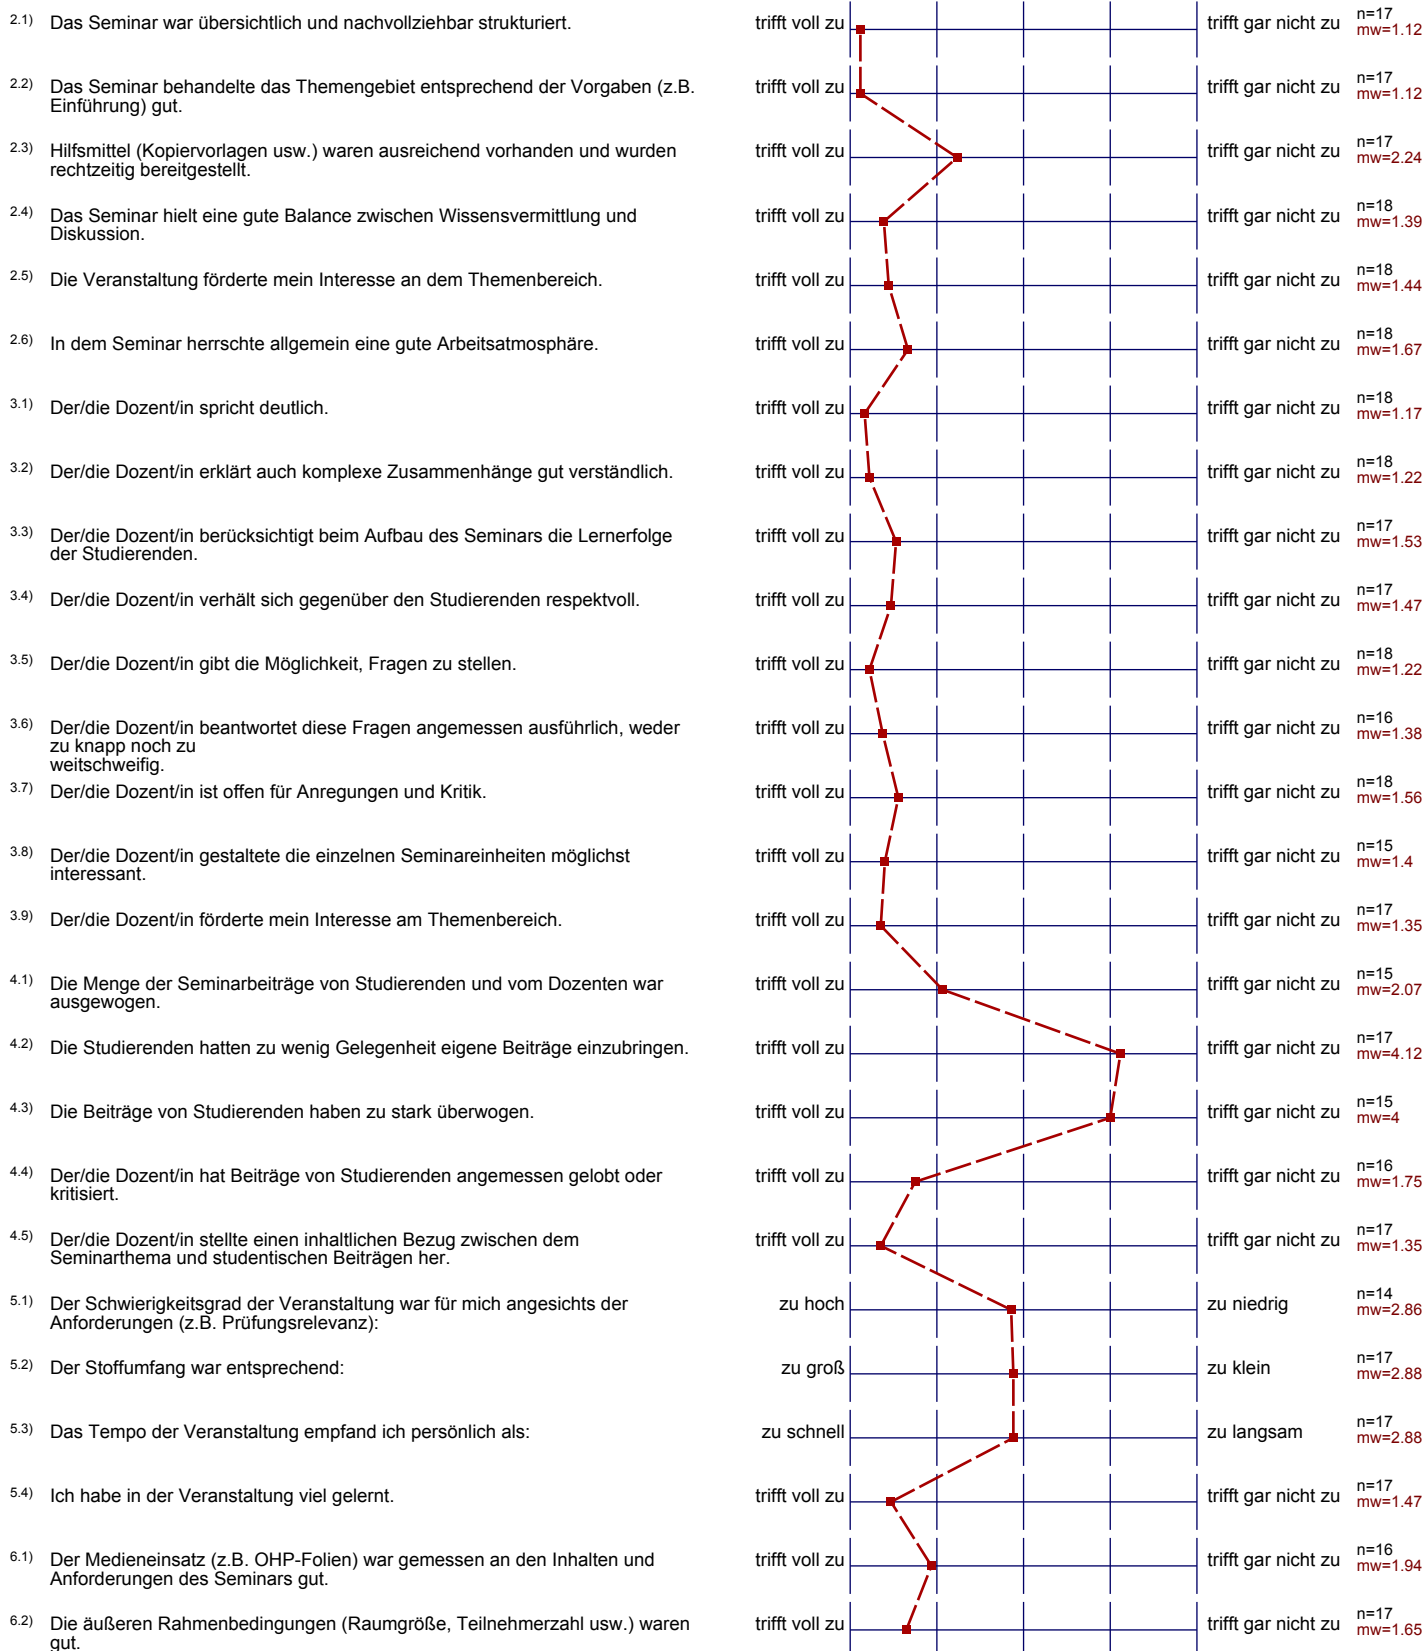 2.1) Das Seminar war übersichtlich und nachvollziehbar strukturiert. trifft voll zu trifft gar nicht zu n=17
mw=1.12
2.2) Das Seminar behandelte das Themengebiet entsprechend der Vorgaben (z.B. trifft voll zu trifft gar nicht zu n=17
Einführung) gut. mw=1.12
2.3) Hilfsmittel (Kopiervorlagen usw.) waren ausreichend vorhanden und wurden trifft voll zu trifft gar nicht zu n=17
rechtzeitig bereitgestellt. mw=2.24
2.4) Das Seminar hielt eine gute Balance zwischen Wissensvermittlung und trifft voll zu trifft gar nicht zu n=18
Diskussion. mw=1.39
2.5) Die Veranstaltung förderte mein Interesse an dem Themenbereich. trifft voll zu trifft gar nicht zu n=18
mw=1.44
2.6) In dem Seminar herrschte allgemein eine gute Arbeitsatmosphäre. trifft voll zu trifft gar nicht zu n=18
mw=1.67
3.1) Der/die Dozent/in spricht deutlich. trifft voll zu trifft gar nicht zu n=18
mw=1.17
3.2) Der/die Dozent/in erklärt auch komplexe Zusammenhänge gut verständlich. trifft voll zu trifft gar nicht zu n=18
mw=1.22
3.3) Der/die Dozent/in berücksichtigt beim Aufbau des Seminars die Lernerfolge trifft voll zu trifft gar nicht zu n=17
der Studierenden. mw=1.53
3.4) Der/die Dozent/in verhält sich gegenüber den Studierenden respektvoll. trifft voll zu trifft gar nicht zu n=17
mw=1.47
3.5) Der/die Dozent/in gibt die Möglichkeit, Fragen zu stellen. trifft voll zu trifft gar nicht zu n=18
mw=1.22
3.6) Der/die Dozent/in beantwortet diese Fragen angemessen ausführlich, weder trifft voll zu trifft gar nicht zu n=16
zu knapp noch zu mw=1.38
weitschweifig.
3.7) Der/die Dozent/in ist offen für Anregungen und Kritik. trifft voll zu trifft gar nicht zu n=18
mw=1.56
3.8) Der/die Dozent/in gestaltete die einzelnen Seminareinheiten möglichst trifft voll zu trifft gar nicht zu n=15
interessant. mw=1.4
3.9) Der/die Dozent/in förderte mein Interesse am Themenbereich. trifft voll zu trifft gar nicht zu n=17
mw=1.35
4.1) Die Menge der Seminarbeiträge von Studierenden und vom Dozenten war trifft voll zu trifft gar nicht zu n=15
ausgewogen. mw=2.07
4.2) Die Studierenden hatten zu wenig Gelegenheit eigene Beiträge einzubringen. trifft voll zu trifft gar nicht zu n=17
mw=4.12
4.3) Die Beiträge von Studierenden haben zu stark überwogen. trifft voll zu trifft gar nicht zu n=15
mw=4
4.4) Der/die Dozent/in hat Beiträge von Studierenden angemessen gelobt oder trifft voll zu trifft gar nicht zu n=16
kritisiert. mw=1.75
4.5) Der/die Dozent/in stellte einen inhaltlichen Bezug zwischen dem trifft voll zu trifft gar nicht zu n=17
Seminarthema und studentischen Beiträgen her. mw=1.35
5.1) Der Schwierigkeitsgrad der Veranstaltung war für mich angesichts der zu hoch zu niedrig n=14
Anforderungen (z.B. Prüfungsrelevanz): mw=2.86
5.2) Der Stoffumfang war entsprechend: zu groß zu klein n=17
mw=2.88
5.3) Das Tempo der Veranstaltung empfand ich persönlich als: zu schnell zu langsam n=17
mw=2.88
5.4) Ich habe in der Veranstaltung viel gelernt. trifft voll zu trifft gar nicht zu n=17
mw=1.47
6.1) Der Medieneinsatz (z.B. OHP-Folien) war gemessen an den Inhalten und trifft voll zu trifft gar nicht zu n=16
Anforderungen des Seminars gut. mw=1.94
6.2) Die äußeren Rahmenbedingungen (Raumgröße, Teilnehmerzahl usw.) waren trifft voll zu trifft gar nicht zu n=17
gut. mw=1.65